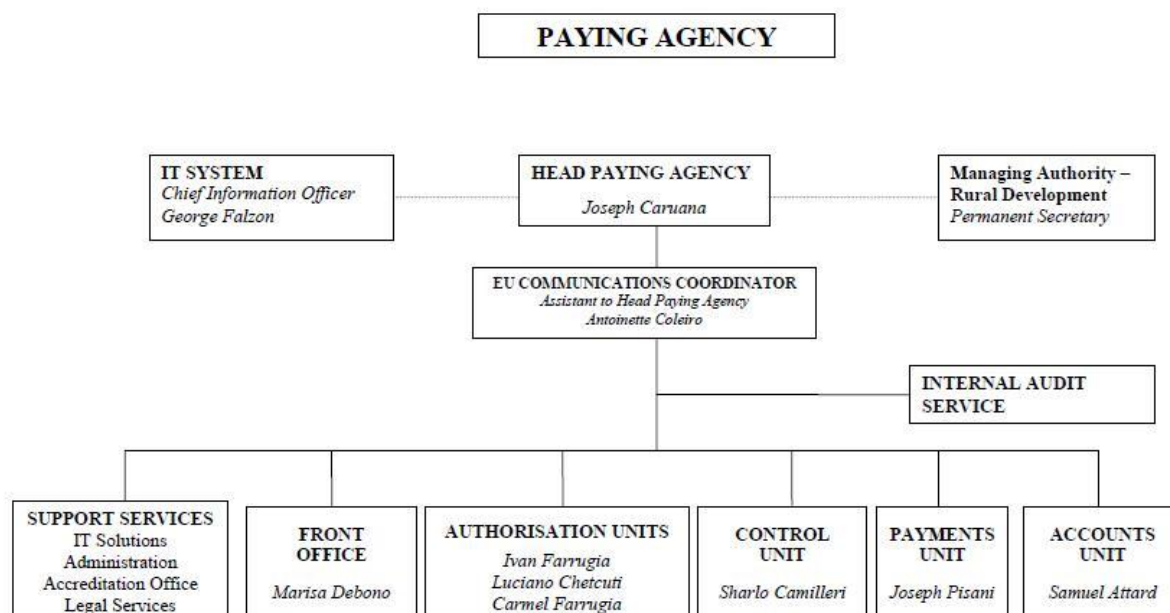 PAYING AGENCY
IT SYSTEM
Chief Information Officer
George Falzon
HEAD PAYING AGENCY
Joseph Caruana
Managing Authority –
Rural Development
Permanent Secretary
EU COMMUNICATIONS COORDINATOR
Assistant to Head Paying Agency
Antoinette Coleiro
INTERNAL AUDIT
SERVICE
SUPPORT SERVICES
IT Solutions
Administration
Accreditation Office
Legal Services
FRONT
OFFICE
Marisa Debono
AUTHORISATION UNITS
Ivan Farrugia
Luciano Chetcuti
Carmel Farrugia
CONTROL
UNIT
Sharlo Camilleri
PAYMENTS
UNIT
Joseph Pisani
ACCOUNTS
UNIT
Samuel Attard